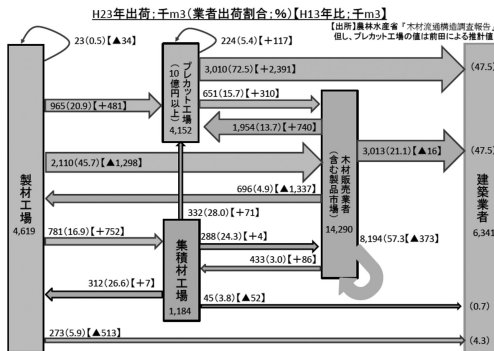 H23年出荷;千m3(業者出荷割合;%)【H13年比;千m3】
【出所】農林水産省『木材流通構造調査報告』
但し、プレカット工場の値は前田による推計値
23(0.5)【▲34】
224(5.4)【+117】
プレカット工場
(10億円以上)
4,152
3,010(72.5)【+2,391】
(47.5)
651(15.7)【+310】
965(20.9)【+481】
1,954(13.7)【+740】
木材販売業者
(含む製品市場)
14,290
3,013(21.1)【▲16】
(47.5)
2,110(45.7)【▲1,298】
696(4.9)【▲1,337】
製材工場
4,619
建築業者
6,341
332(28.0)【+71】
781(16.9)【+752】
集積材工場
1,184
288(24.3)【+4】
8,194(57.3【▲373】
433(3.0)【+86】
312(26.6)【+7】
45(3.8)【▲52】
(0.7)
273(5.9)【▲513】
(4.3)